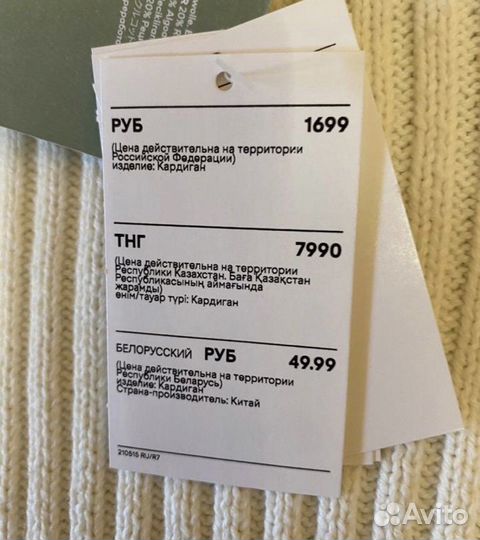 РУБ 1699
(Цена действительна на территории
Российской Федерации)
изделие: Кардиган
ТНГ 7990
(Цена действительна на территории
Республики Казахстан. Баға Қазақстан
Республикасының аймағында
жарамды)
өнім/тауар түрі: Кардиган
БЕЛОРУССКИЙ РУБ 49.99
(Цена действительна на территории
Республики Беларусь)
изделие: Кардиган
Страна-производитель: Китай
210515 RU/R7
Avito